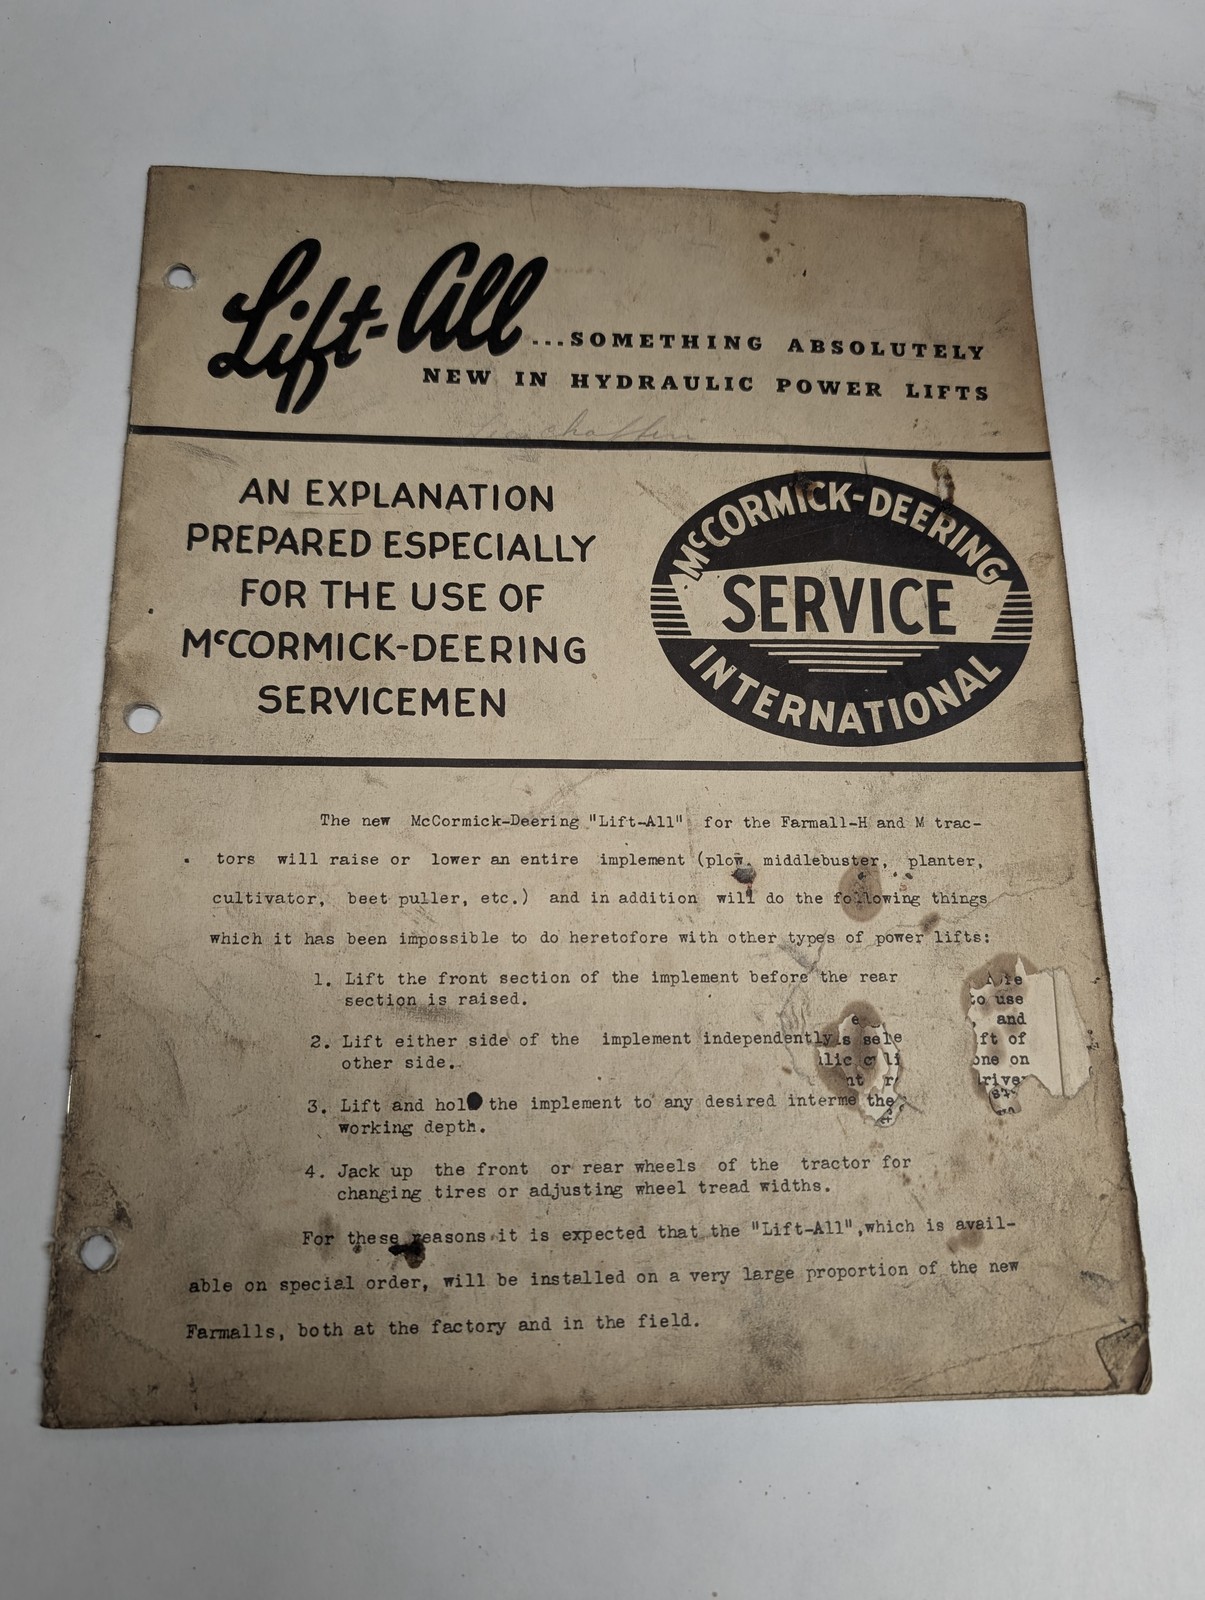 Lift-All ...SOMETHING ABSOLUTELY
NEW IN HYDRAULIC POWER LIFTS
AN EXPLANATION
PREPARED ESPECIALLY
FOR THE USE OF
McCORMICK-DEERING
SERVICEMEN
McCORMICK-DEERING
SERVICE
INTERNATIONAL
The new McCormick-Deering "Lift-All" for the Farmall-H and M trac-
tors will raise or lower an entire implement (plow, middlebuster, planter,
cultivator, beet puller, etc.) and in addition will do the following things
which it has been impossible to do heretofore with other types of power lifts:
1. Lift the front section of the implement before the rear
section is raised.
to use
and
2. Lift either side of the implement independently
other side.
one on
3. Lift and hold the implement to any desired interme the
working depth.
4. Jack up the front or rear wheels of the tractor for
changing tires or adjusting wheel tread widths.
For these reasons it is expected that the "Lift-All", which is avail-
able on special order, will be installed on a very large proportion of the new
Farmalls, both at the factory and in the field.